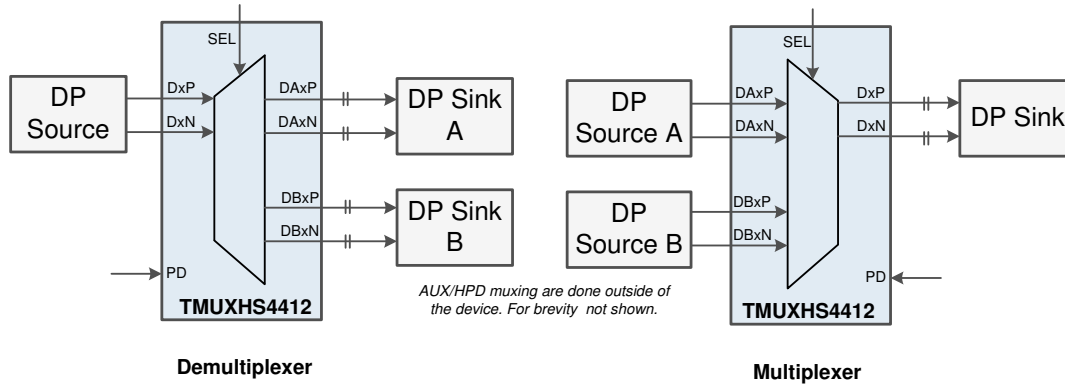 SEL
DP
Source
DxP
DxN
DAxP
DAxN
DP Sink
A
DBxP
DBxN
DP Sink
B
PD
TMUXHS4412
Demultiplexer
AUX/HPD muxing are done outside of
the device. For brevity not shown.
SEL
DP
Source A
DAxP
DAxN
DxP
DxN
DP Sink
DP
Source B
DBxP
DBxN
PD
TMUXHS4412
Multiplexer